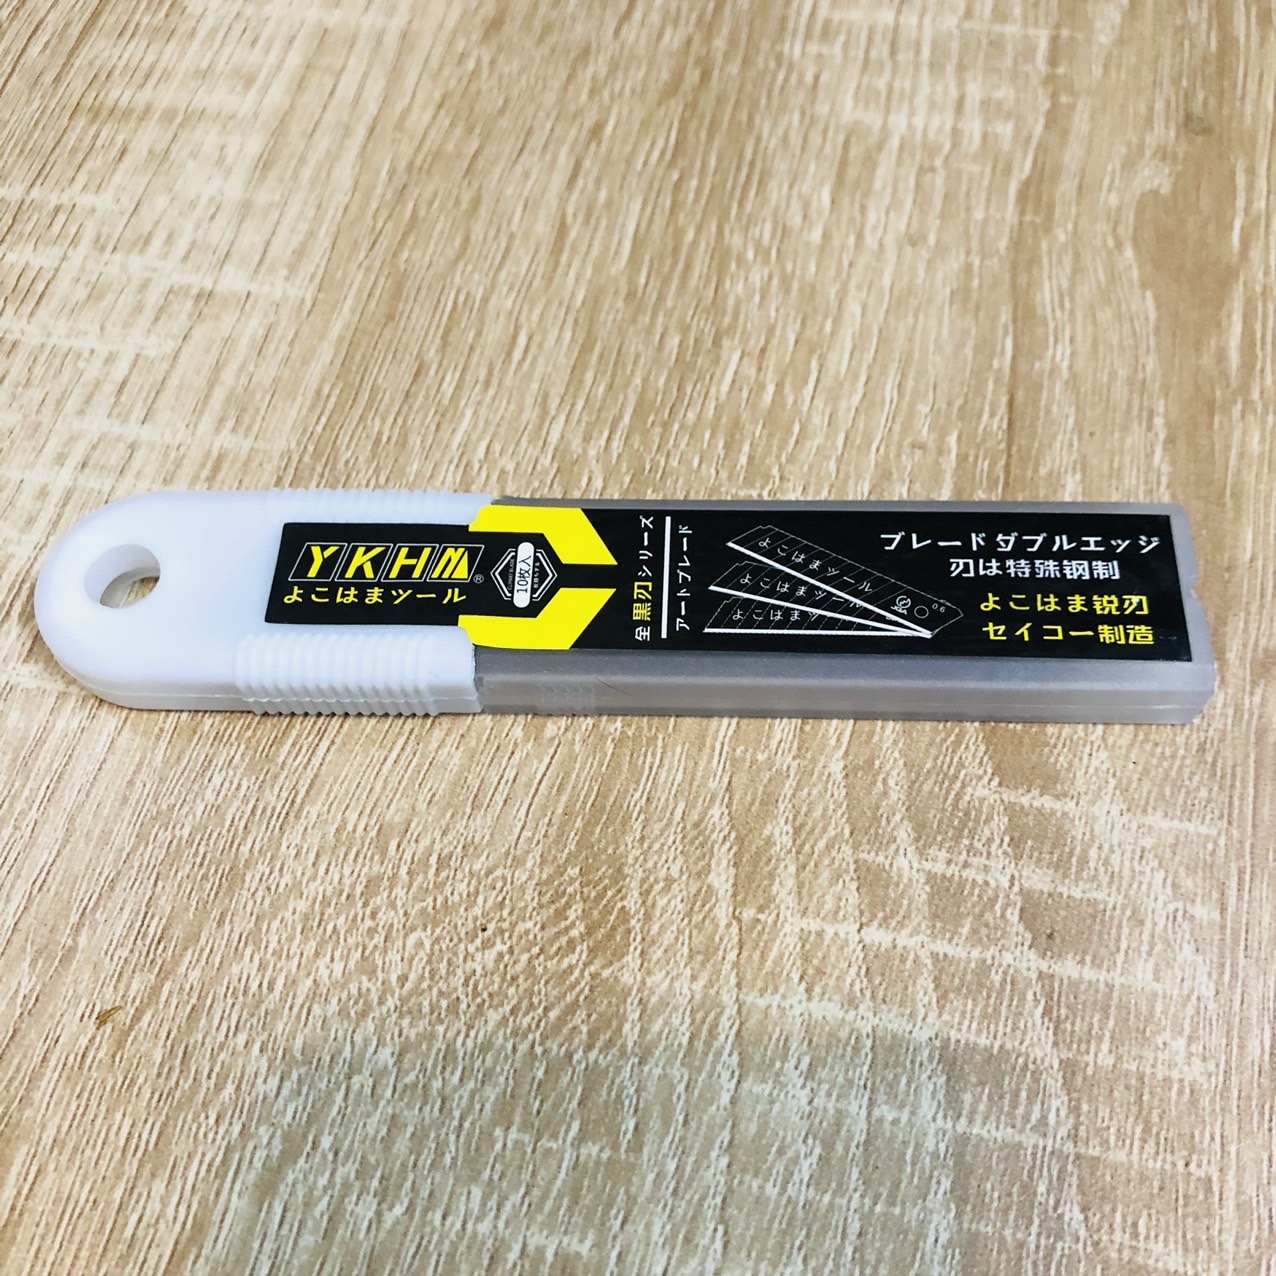 YKHM®
よこはまツール
10枚入
全黒刃シリーズ
アートブレード
よこはまツール
よこはまツール
よこはまツ
0.6
ブレードダブルエッジ
刃は特殊钢制
よこはま锐刃
セイコー制造